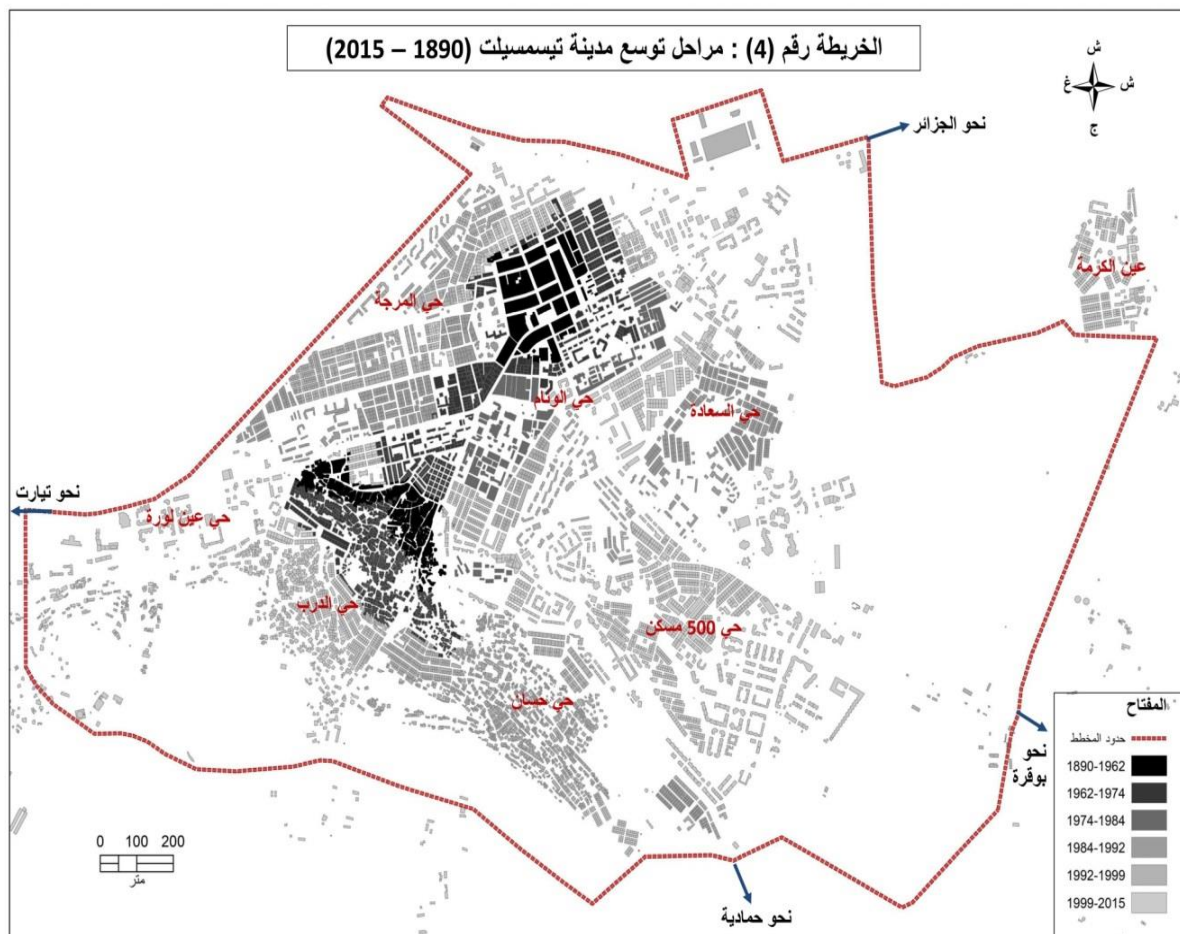 الخريطة رقم (4) : مراحل توسع مدينة تيسمسيلت (1890 – 2015)
ش
غ
ش
ج
نحو الجزائر
عين الكرمة
حي المرجة
حي الوئام
حي السعادة
نحو تيارت
حي عين لورة
حي الدرب
حي 500 مسكن
حي حسان
المفتاح
حدود المخطط
1890-1962
1962-1974
1974-1984
1984-1992
1992-1999
1999-2015
نحو
بوقرة
0 100 200
متر
نحو حمادية